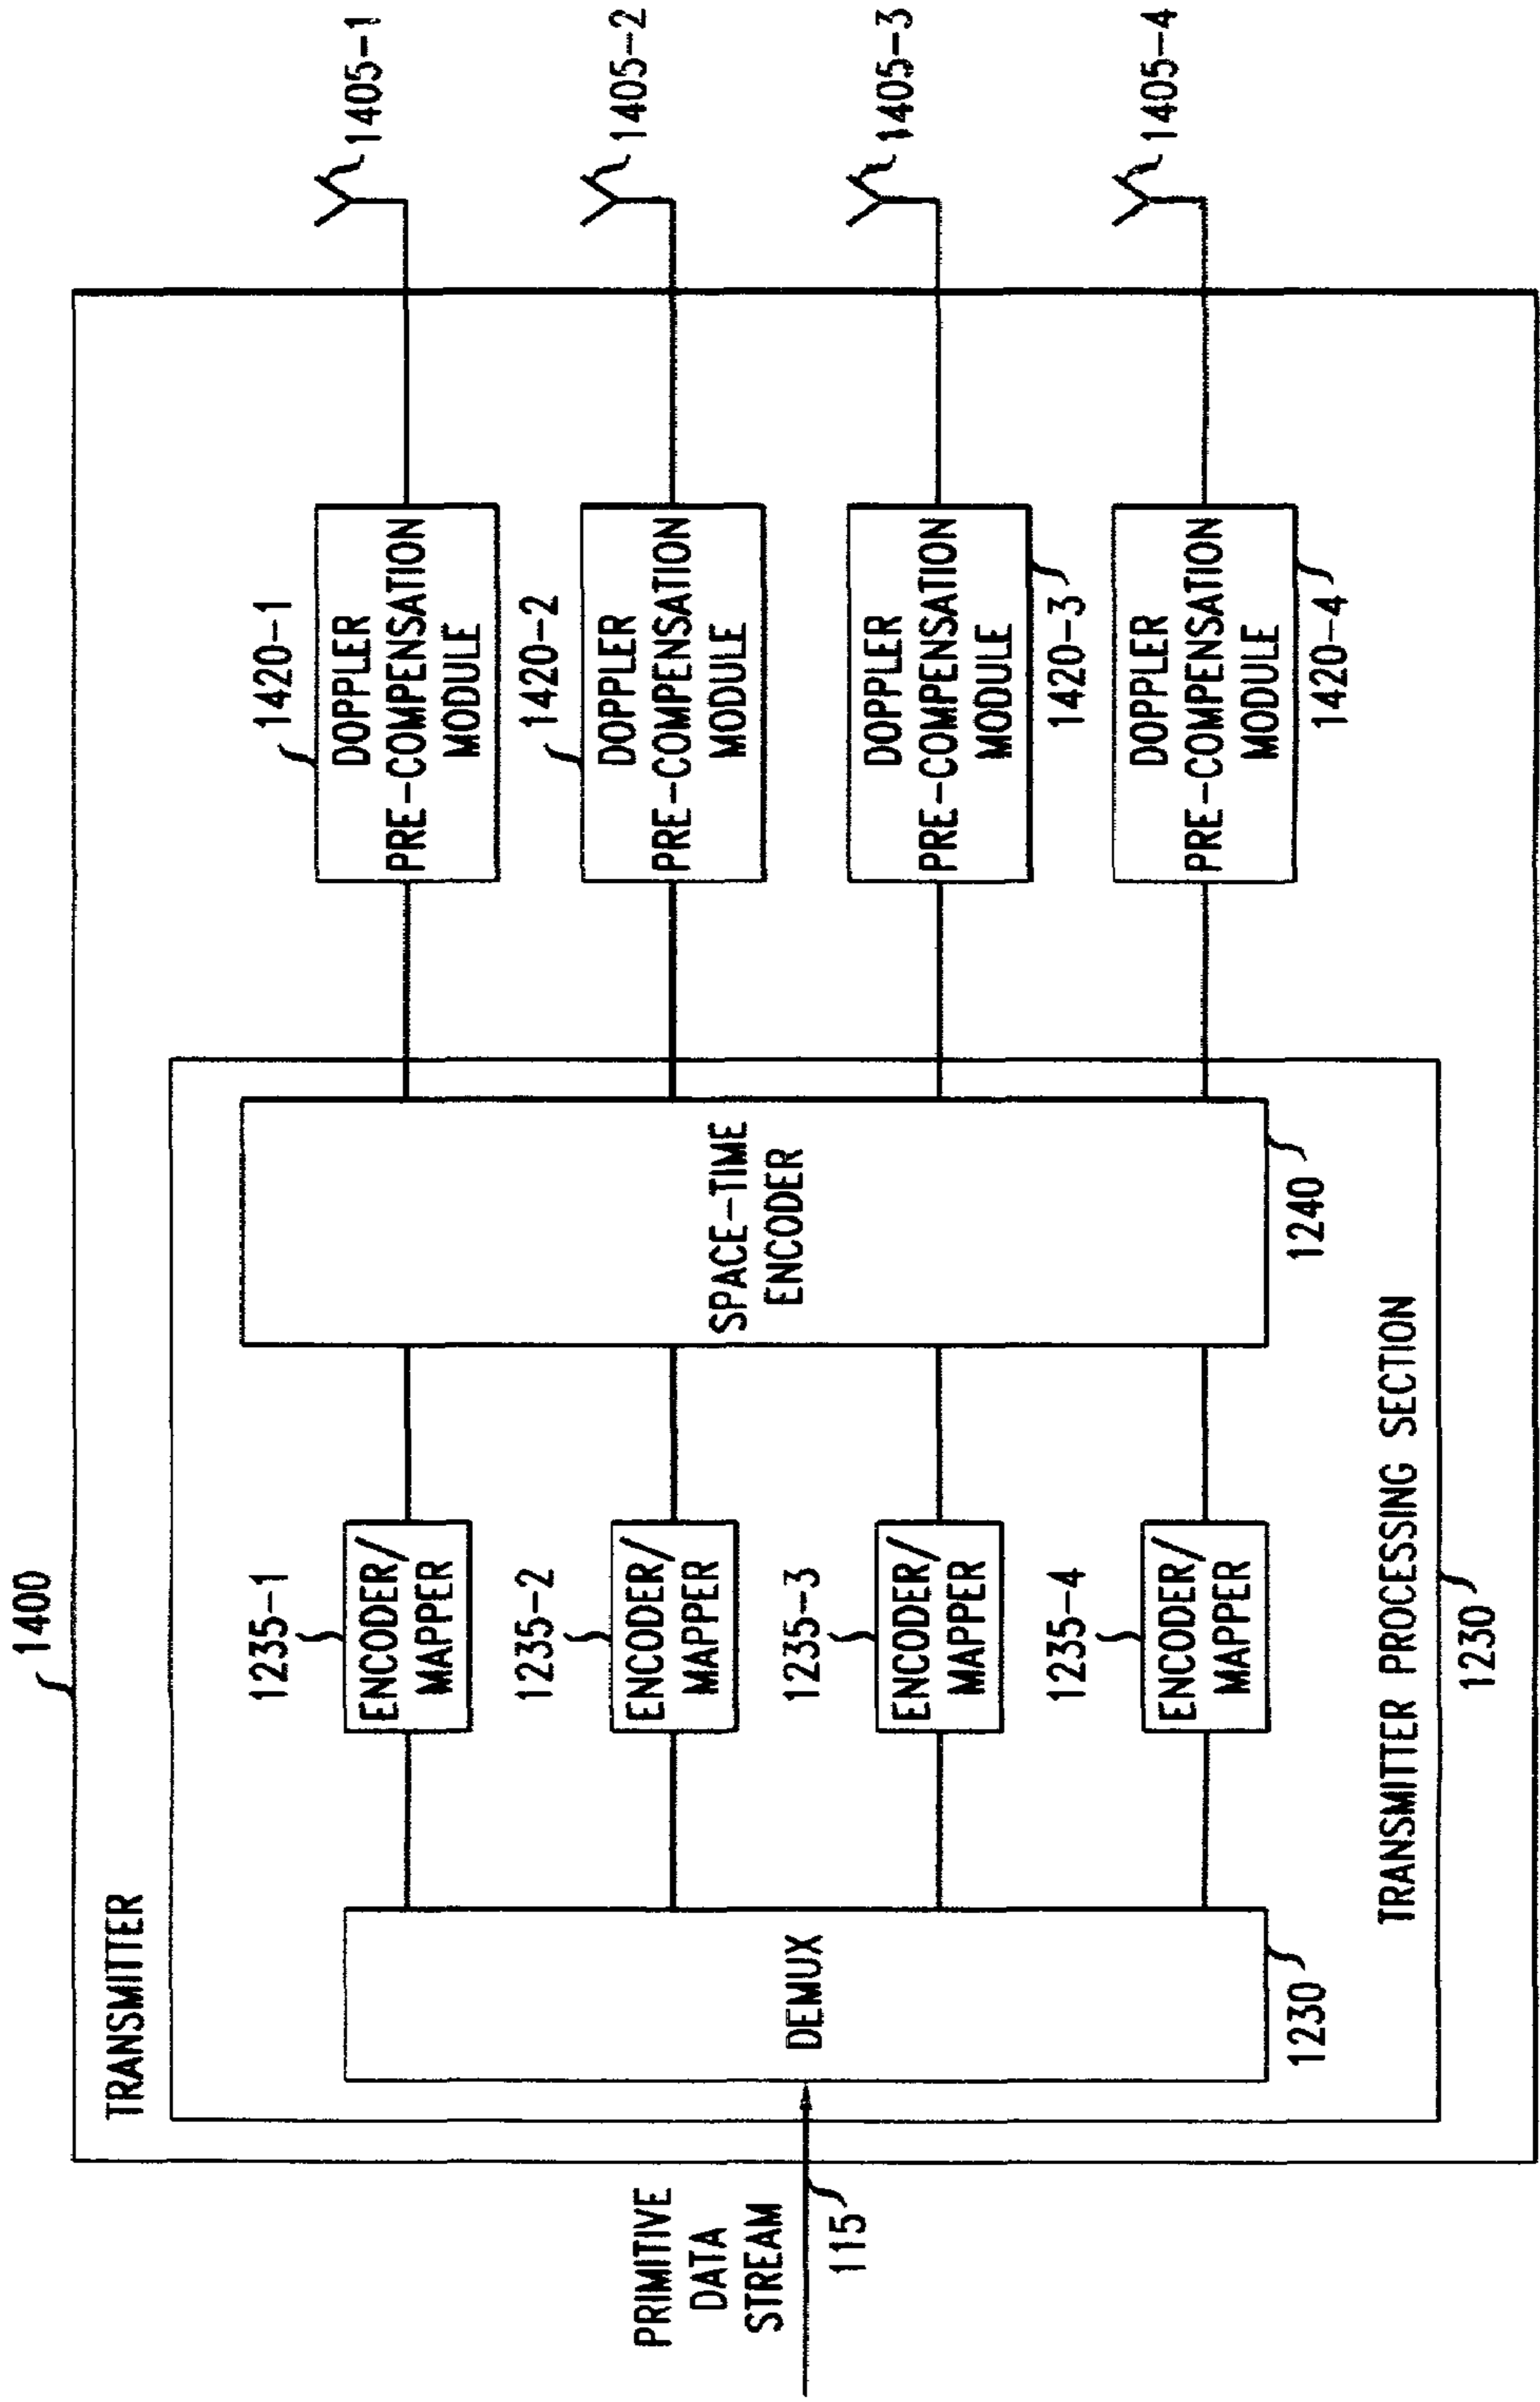 1400
TRANSMITTER
PRIMITIVE
DATA
STREAM
115
DEMUX
1230
1235-1
ENCODER/
MAPPER
1235-2
ENCODER/
MAPPER
1235-3
ENCODER/
MAPPER
1235-4
ENCODER/
MAPPER
SPACE-TIME
ENCODER
1240
TRANSMITTER PROCESSING SECTION
1230
1420-1
DOPPLER
PRE-COMPENSATION
MODULE
1420-2
DOPPLER
PRE-COMPENSATION
MODULE
DOPPLER
PRE-COMPENSATION
MODULE
1420-3
DOPPLER
PRE-COMPENSATION
MODULE
1420-4
1405-1
1405-2
1405-3
1405-4